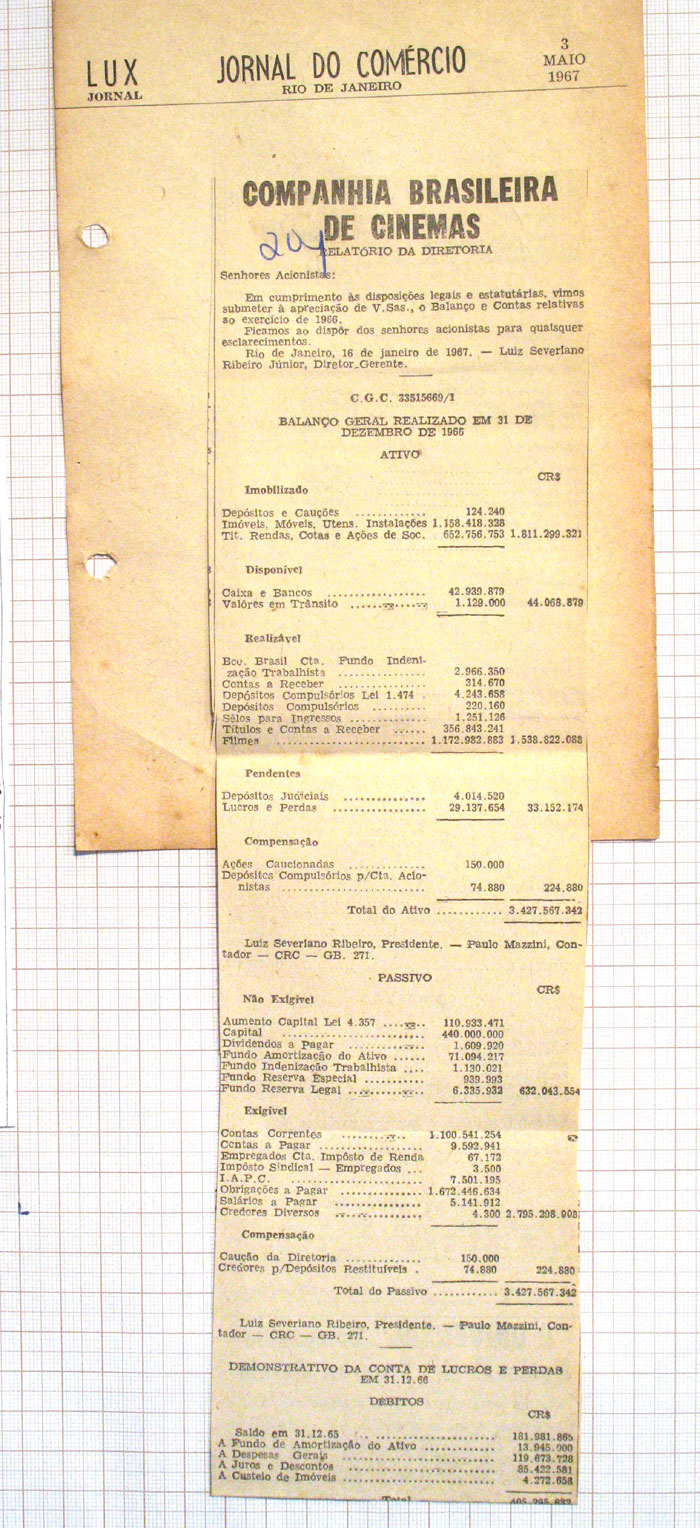 LUX
JORNAL
JORNAL DO COMÉRCIO
RIO DE JANEIRO
3
MAIO
1967
COMPANHIA BRASILEIRA
DE CINEMAS
204
RELATÓRIO DA DIRETORIA
Senhores Acionistas:
Em cumprimento às disposições legais e estatutárias, vimos
submeter à apreciação de V.Sas., o Balanço e Contas relativas
ao exercício de 1966.
Ficamos ao dispôr dos senhores acionistas para quaisquer
esclarecimentos.
Rio de Janeiro, 16 de janeiro de 1967. — Luiz Severiano
Ribeiro Júnior, Diretor-Gerente.
C.G.C. 33515669/1
BALANÇO GERAL REALIZADO EM 31 DE
DEZEMBRO DE 1966
ATIVO
CR$
Imobilizado
Depósitos e Cauções ............. 124.240
Imóveis, Móveis, Utens. Instalações 1.158.418.328
Tít. Rendas, Cotas e Ações de Soc. 652.756.753 1.811.299.321
Disponível
Caixa e Bancos .................. 42.939.879
Valôres em Trânsito .............. 1.129.000 44.068.879
Realizável
Bco. Brasil Cta. Fundo Indeni-
zação Trabalhista ................ 2.966.350
Contas a Receber ................ 314.670
Depósitos Compulsórios Lei 1.474 . 4.243.658
Depósitos Compulsórios .......... 220.160
Sêlos para Ingressos .............. 1.251.126
Títulos e Contas a Receber ...... 356.843.241
Filmes .......................... 1.172.982.883 1.538.822.088
Pendentes
Depósitos Judiciais ............... 4.014.520
Lucros e Perdas ................. 29.137.654 33.152.174
Compensação
Ações Caucionadas ............. 150.000
Depósitos Compulsórios p/Cta. Acio-
nistas ......................... 74.880 224.880
Total do Ativo ............ 3.427.567.342
Luiz Severiano Ribeiro, Presidente. — Paulo Mazzini, Con-
tador — CRC — GB. 271.
PASSIVO
CR$
Não Exigível
Aumento Capital Lei 4.357 ........ 110.933.471
Capital ......................... 440.000.000
Dividendos a Pagar .............. 1.609.920
Fundo Amortização do Ativo ...... 71.094.217
Fundo Indenização Trabalhista .... 1.130.021
Fundo Reserva Especial ........... 939.993
Fundo Reserva Legal .............. 6.335.932 632.043.554
Exigível
Contas Correntes ............ 1.100.541.254
Contas a Pagar .................. 9.592.941
Empregados Cta. Impôsto de Renda 67.172
Impôsto Sindical — Empregados ... 3.500
I.A.P.C. ....................... 7.501.195
Obrigações a Pagar .............. 1.672.446.634
Salários a Pagar ............... 5.141.912
Credores Diversos ............... 4.300 2.795.298.908
Compensação
Caução da Diretoria ............. 150.000
Credores p/Depósitos Restituíveis . 74.880 224.880
Total do Passivo ............ 3.427.567.342
Luiz Severiano Ribeiro, Presidente. — Paulo Mazzini, Con-
tador — CRC — GB. 271.
DEMONSTRATIVO DA CONTA DE LUCROS E PERDAS
EM 31.12.66
DÉBITOS
CR$
Saldo em 31.12.65 ...................... 181.981.865
A Fundo de Amortização do Ativo ............ 13.945.000
A Despesas Gerais ......................... 119.673.728
A Juros e Descontos ...................... 85.422.581
A Custeio de Imóveis ...................... 4.272.658
Total